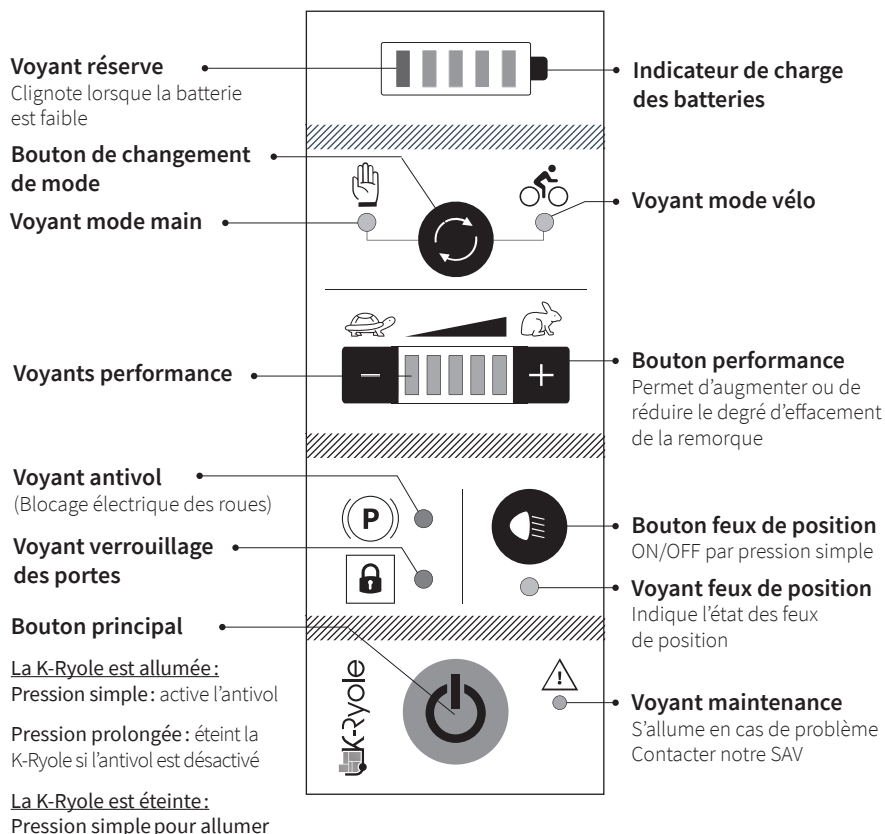 Voyant réserve
Clignote lorsque la batterie
est faible
Indicateur de charge
des batteries
Bouton de changement
de mode
Voyant mode main
Voyant mode vélo
Voyants performance
−
+
Bouton performance
Permet d'augmenter ou de
réduire le degré d'effacement
de la remorque
Voyant antivol
(Blocage électrique des roues)
(P)
Voyant verrouillage
des portes
Bouton feux de position
ON/OFF par pression simple
Voyant feux de position
Indique l'état des feux
de position
Bouton principal
La K-Ryole est allumée :
Pression simple : active l'antivol
Pression prolongée : éteint la
K-Ryole si l'antivol est désactivé
La K-Ryole est éteinte :
Pression simple pour allumer
K-Ryole
!
Voyant maintenance
S'allume en cas de problème
Contacter notre SAV